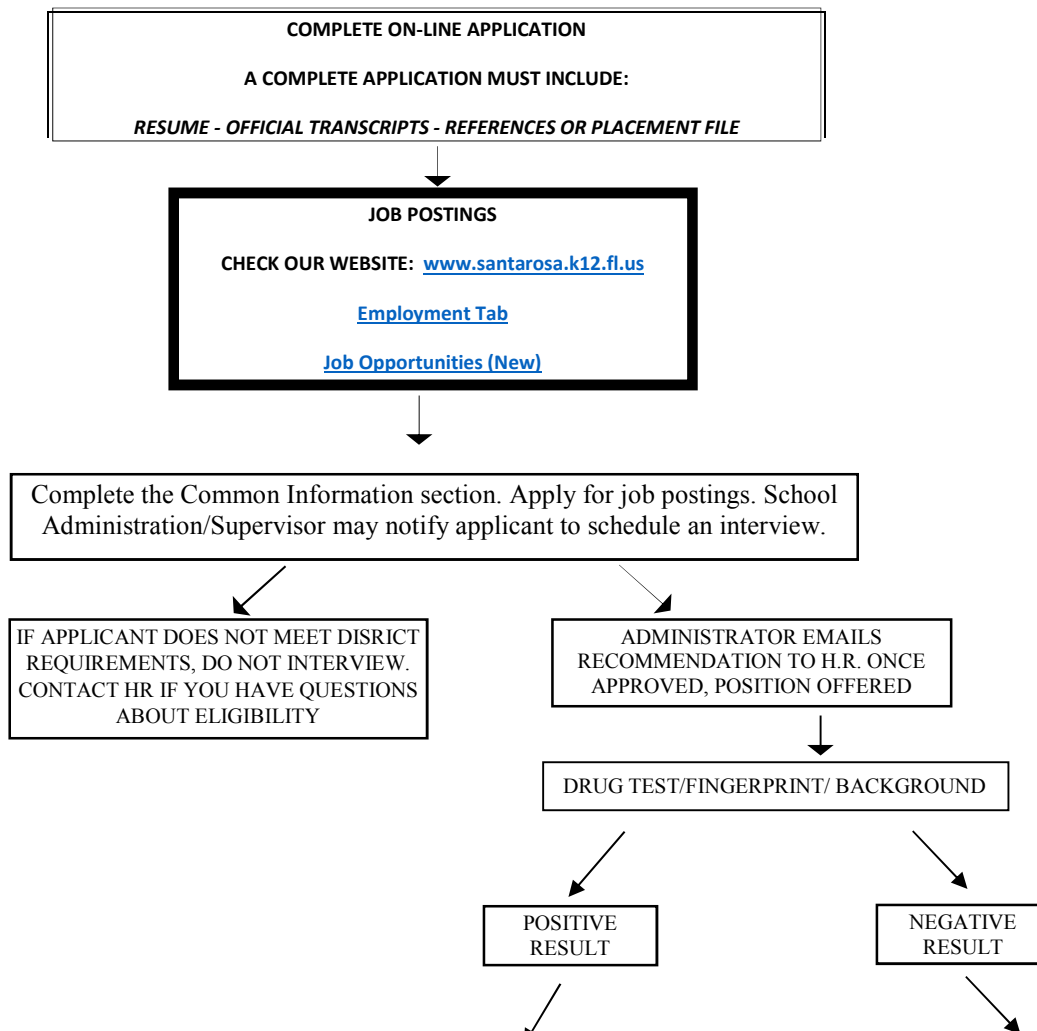 COMPLETE ON-LINE APPLICATION
A COMPLETE APPLICATION MUST INCLUDE:
RESUME - OFFICIAL TRANSCRIPTS - REFERENCES OR PLACEMENT FILE
JOB POSTINGS
CHECK OUR WEBSITE: www.santarosa.k12.fl.us
Employment Tab
Job Opportunities (New)
Complete the Common Information section. Apply for job postings. School
Administration/Supervisor may notify applicant to schedule an interview.
IF APPLICANT DOES NOT MEET DISRICT
REQUIREMENTS, DO NOT INTERVIEW.
CONTACT HR IF YOU HAVE QUESTIONS
ABOUT ELIGIBILITY
ADMINISTRATOR EMAILS
RECOMMENDATION TO H.R. ONCE
APPROVED, POSITION OFFERED
DRUG TEST/FINGERPRINT/ BACKGROUND
POSITIVE
RESULT
NEGATIVE
RESULT